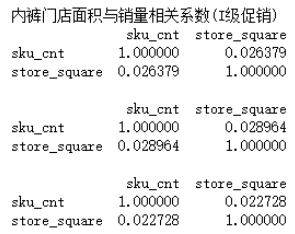 内裤门店面积与销量相关系数(I级促销)
sku_cnt store_square
sku_cnt 1.000000 0.026379
store_square 0.026379 1.000000
sku_cnt store_square
sku_cnt 1.000000 0.028964
store_square 0.028964 1.000000
sku_cnt store_square
sku_cnt 1.000000 0.022728
store_square 0.022728 1.000000